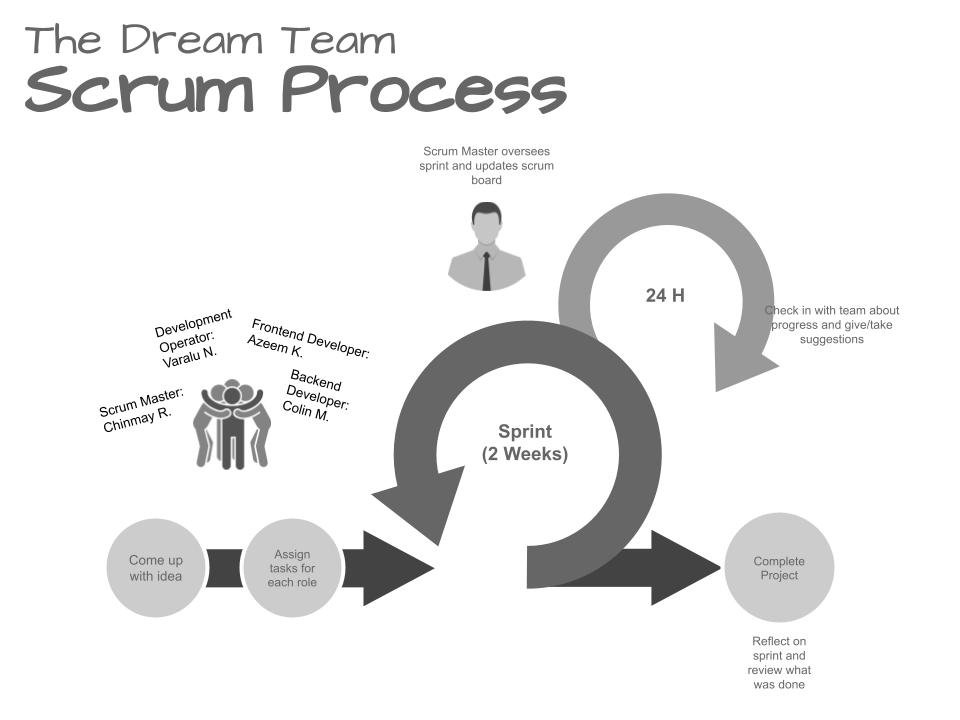 The Dream Team
Scrum Process
Scrum Master oversees
sprint and updates scrum
board
24 H
Check in with team about
progress and give/take
suggestions
Development
Operator:
Varalu N.
Frontend Developer:
Azeem K.
Scrum Master:
Chinmay R.
Backend
Developer:
Colin M.
Sprint
(2 Weeks)
Come up
with idea
Assign
tasks for
each role
Complete
Project
Reflect on
sprint and
review what
was done